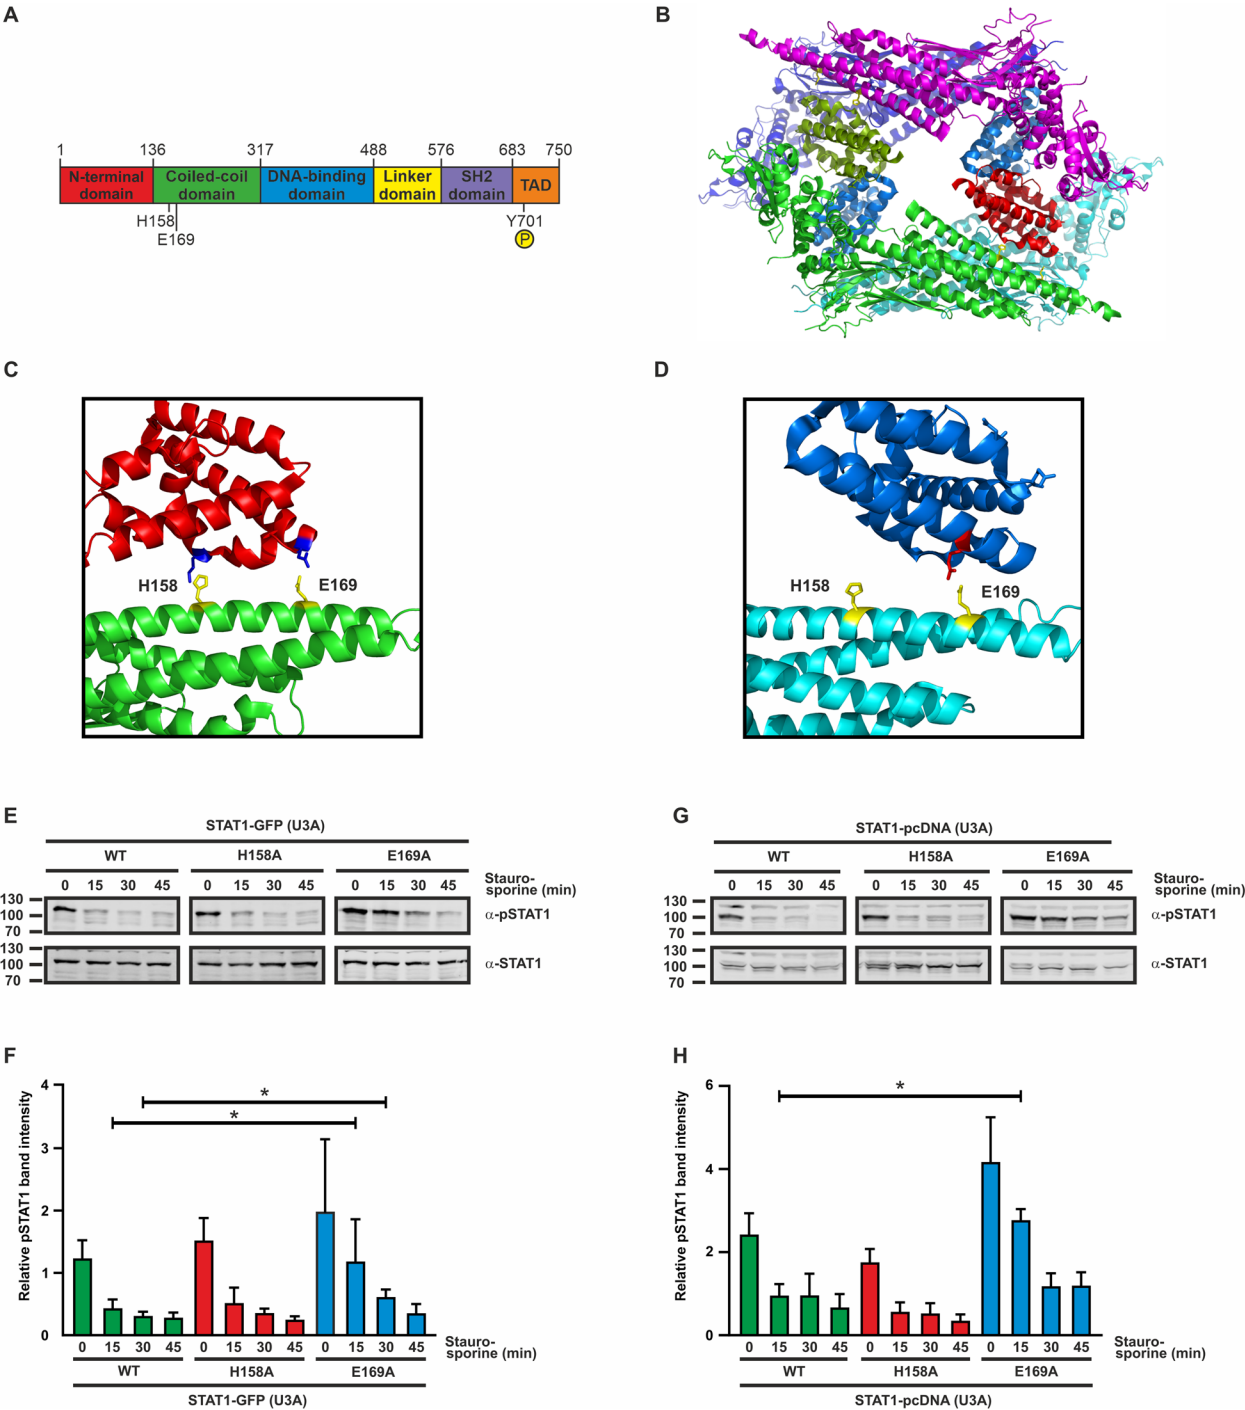 A
B
1 136 317 488 576 683 750
N-terminal domain
Coiled-coil domain
DNA-binding domain
Linker domain
SH2 domain
TAD
H158
E169
Y701
P
C
D
H158
E169
H158
E169
E
STAT1-GFP (U3A)
WT H158A E169A
0 15 30 45 0 15 30 45 0 15 30 45
Stauro-
sporine (min)
130
100
70
α-pSTAT1
130
100
70
α-STAT1
G
STAT1-pcDNA (U3A)
WT H158A E169A
0 15 30 45 0 15 30 45 0 15 30 45
Stauro-
sporine (min)
130
100
70
α-pSTAT1
130
100
70
α-STAT1
F
Relative pSTAT1 band intensity
4
3
2
1
0
*
*
0 15 30 45 0 15 30 45 0 15 30 45
Stauro-
sporine (min)
WT H158A E169A
STAT1-GFP (U3A)
H
Relative pSTAT1 band intensity
6
4
2
0
*
0 15 30 45 0 15 30 45 0 15 30 45
Stauro-
sporine (min)
WT H158A E169A
STAT1-pcDNA (U3A)